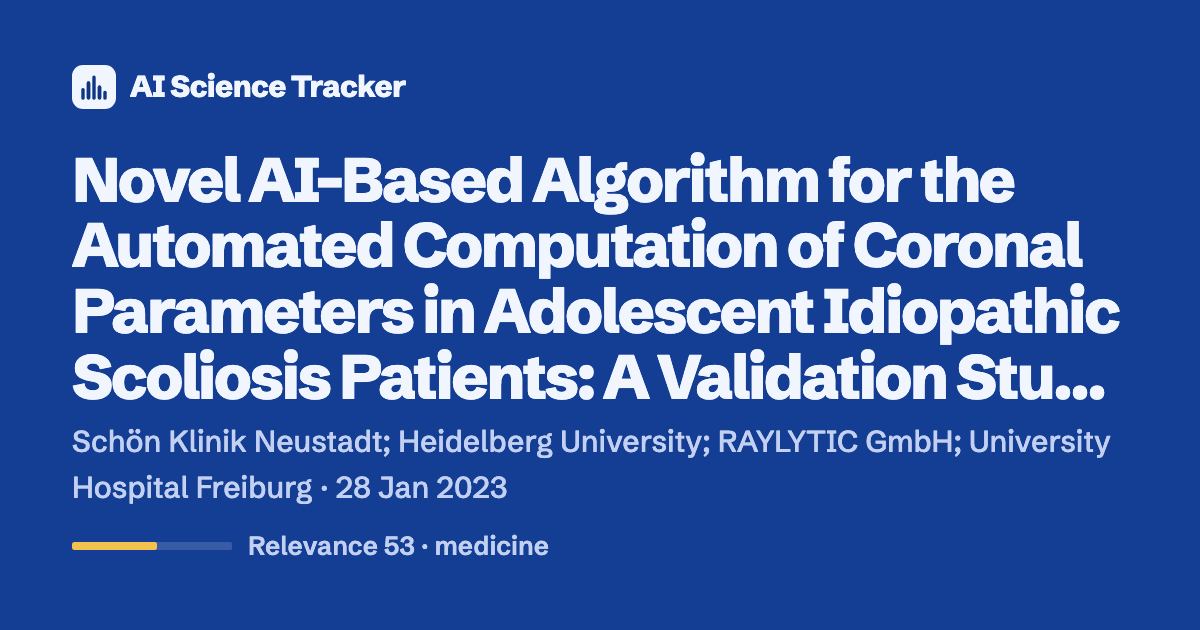 AI Science Tracker
Novel AI-Based Algorithm for the
Automated Computation of Coronal
Parameters in Adolescent Idiopathic
Scoliosis Patients: A Validation Stu...
Schön Klinik Neustadt; Heidelberg University; RAYLYTIC GmbH; University
Hospital Freiburg · 28 Jan 2023
Relevance 53 · medicine